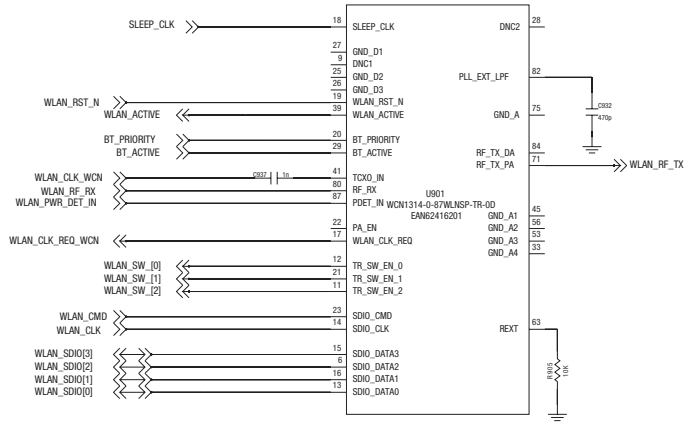 SLEEP_CLK 18 SLEEP_CLK DNC2 28
27 GND_D1
9 DNC1
25 GND_D2 PLL_EXT_LPF 82
26 GND_D3
WLAN_RST_N 19 WLAN_RST_N
WLAN_ACTIVE 39 WLAN_ACTIVE GND_A 75
C932
470p
BT_PRIORITY 20 BT_PRIORITY
BT_ACTIVE 29 BT_ACTIVE RF_TX_DA 84
RF_TX_PA 71 WLAN_RF_TX
WLAN_CLK_WCN C937 1n 41 TCXO_IN
WLAN_RF_RX 80 RF_RX
WLAN_PWR_DET_IN 87 PDET_IN
U901
WCN1314-0-87WLNSP-TR-0D
EAN62416201
22 PA_EN
WLAN_CLK_REQ_WCN 17 WLAN_CLK_REQ
GND_A1 45
GND_A2 56
GND_A3 53
GND_A4 33
WLAN_SW_[0] 12 TR_SW_EN_0
WLAN_SW_[1] 21 TR_SW_EN_1
WLAN_SW_[2] 11 TR_SW_EN_2
WLAN_CMD 23 SDIO_CMD
WLAN_CLK 14 SDIO_CLK REXT 63
WLAN_SDIO[3] 15 SDIO_DATA3
WLAN_SDIO[2] 6 SDIO_DATA2
WLAN_SDIO[1] 16 SDIO_DATA1
WLAN_SDIO[0] 13 SDIO_DATA0
R905
10K